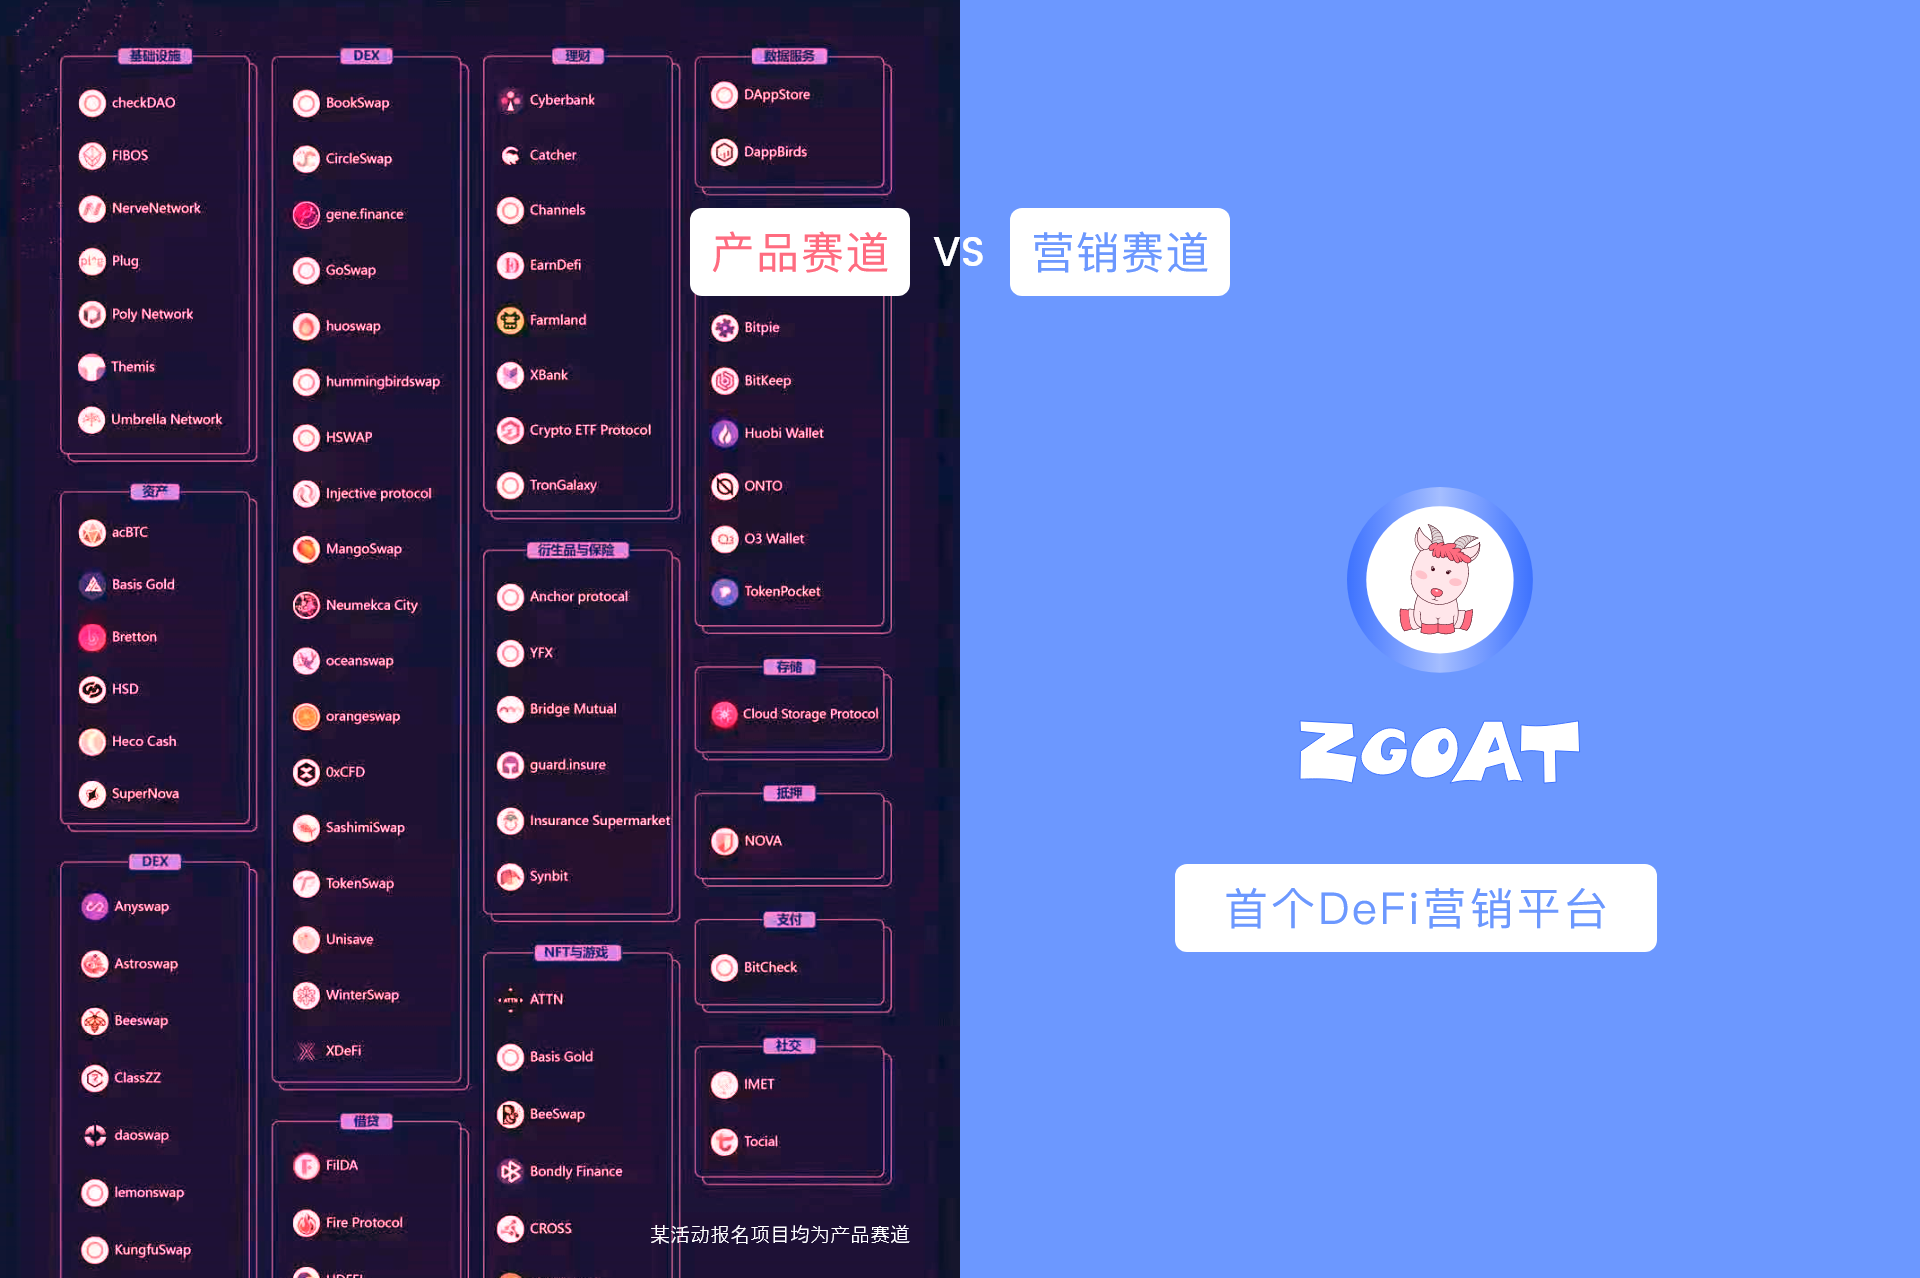 基础设施
checkDAO
FIBOS
NerveNetwork
Plug
Poly Network
Themis
Umbrella Network
资产
acBTC
Basis Gold
Bretton
HSD
Heco Cash
SuperNova
DEX
Anyswap
Astroswap
Beeswap
ClassZZ
daoswap
lemonswap
KungfuSwap
DEX
BookSwap
CircleSwap
gene.finance
GoSwap
huoswap
hummingbirdswap
HSWAP
Injective protocol
MangoSwap
Neumekca City
oceanswap
orangeswap
0xCFD
SashimiSwap
TokenSwap
Unisave
WinterSwap
XDeFi
借贷
FilDA
Fire Protocol
理财
Cyberbank
Catcher
Channels
EarnDefi
Farmland
XBank
Crypto ETF Protocol
TronGalaxy
衍生品与保险
Anchor protocal
YFX
Bridge Mutual
guard.insure
Insurance Supermarket
Synbit
NFT与游戏
ATTN
Basis Gold
BeeSwap
Bondly Finance
CROSS
数据服务
DAppStore
DappBirds
Bitpie
BitKeep
Huobi Wallet
ONTO
O3 Wallet
TokenPocket
存储
Cloud Storage Protocol
抵押
NOVA
支付
BitCheck
社交
IMET
Tocial
某活动报名项目均为产品赛道
产品赛道 VS 营销赛道
ZGOAT
首个DeFi营销平台